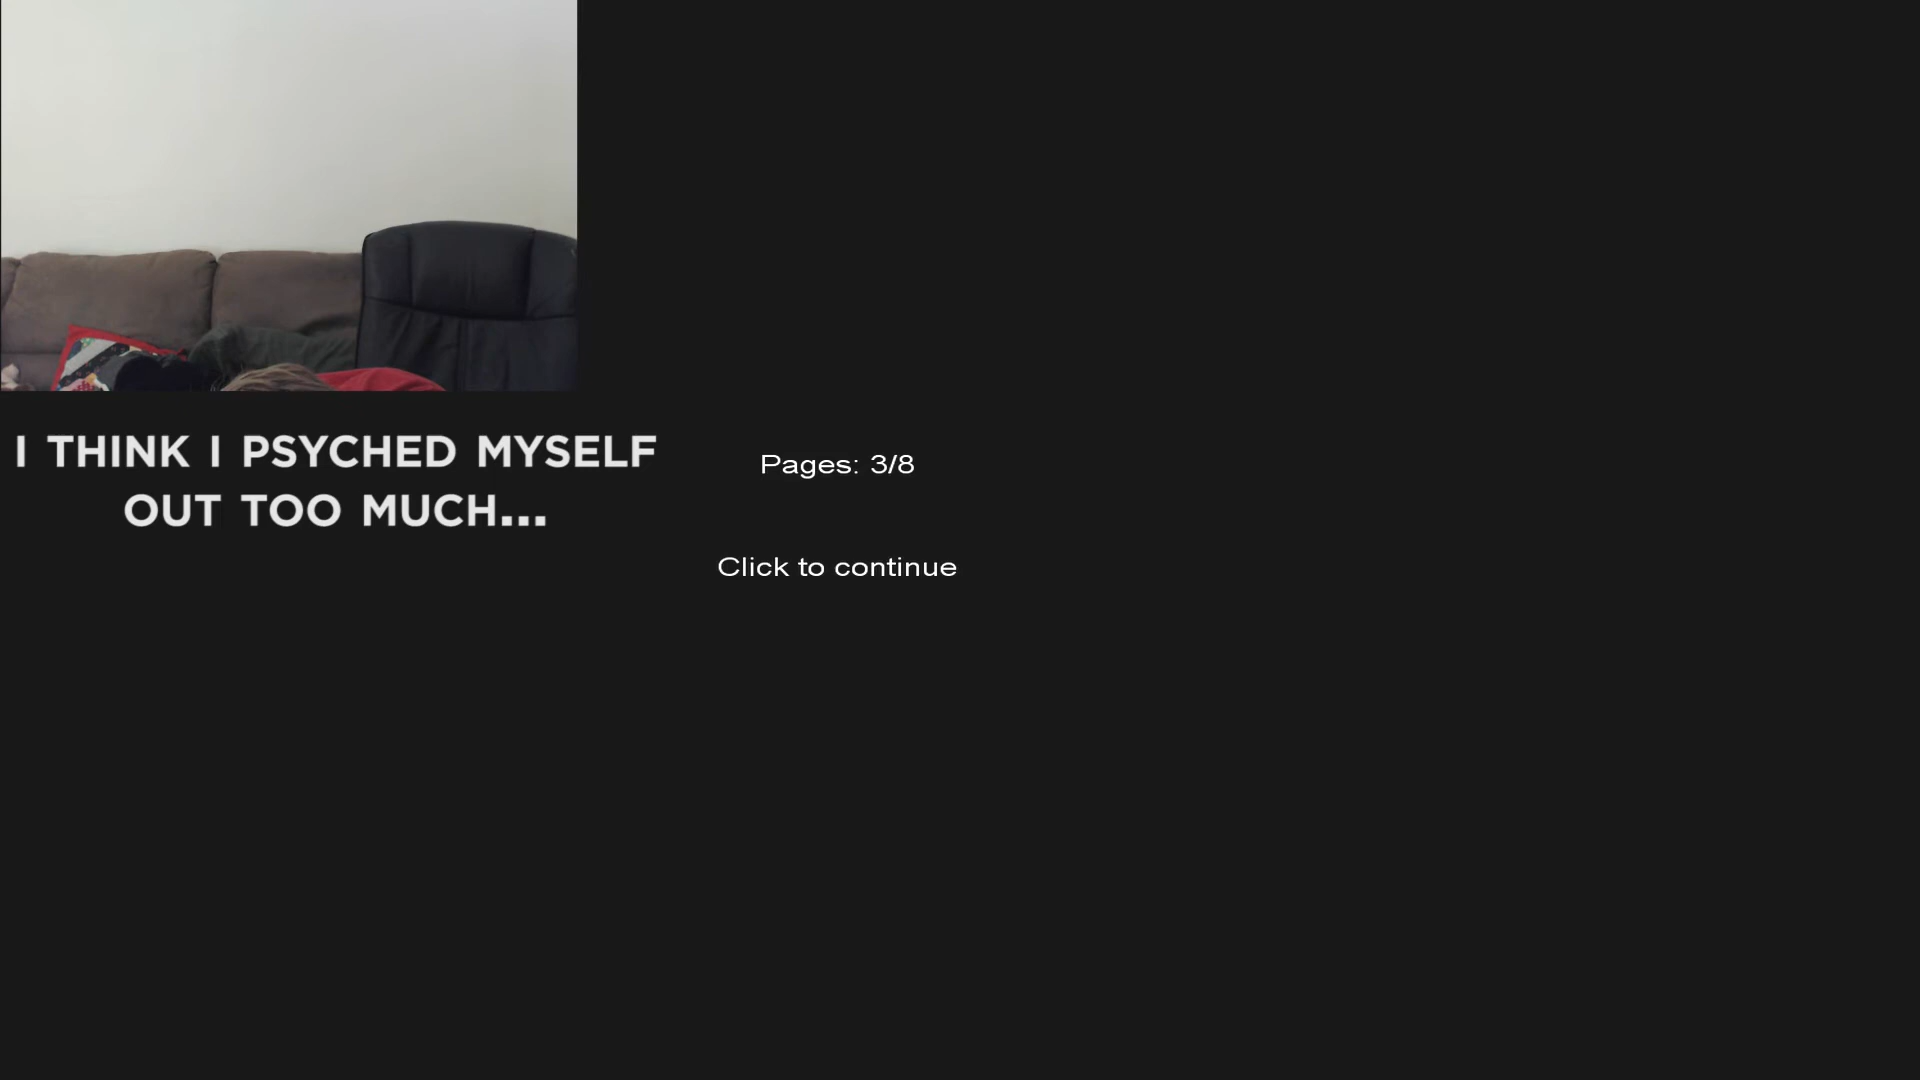 I THINK I PSYCHED MYSELF
OUT TOO MUCH...
Pages: 3/8
Click to continue